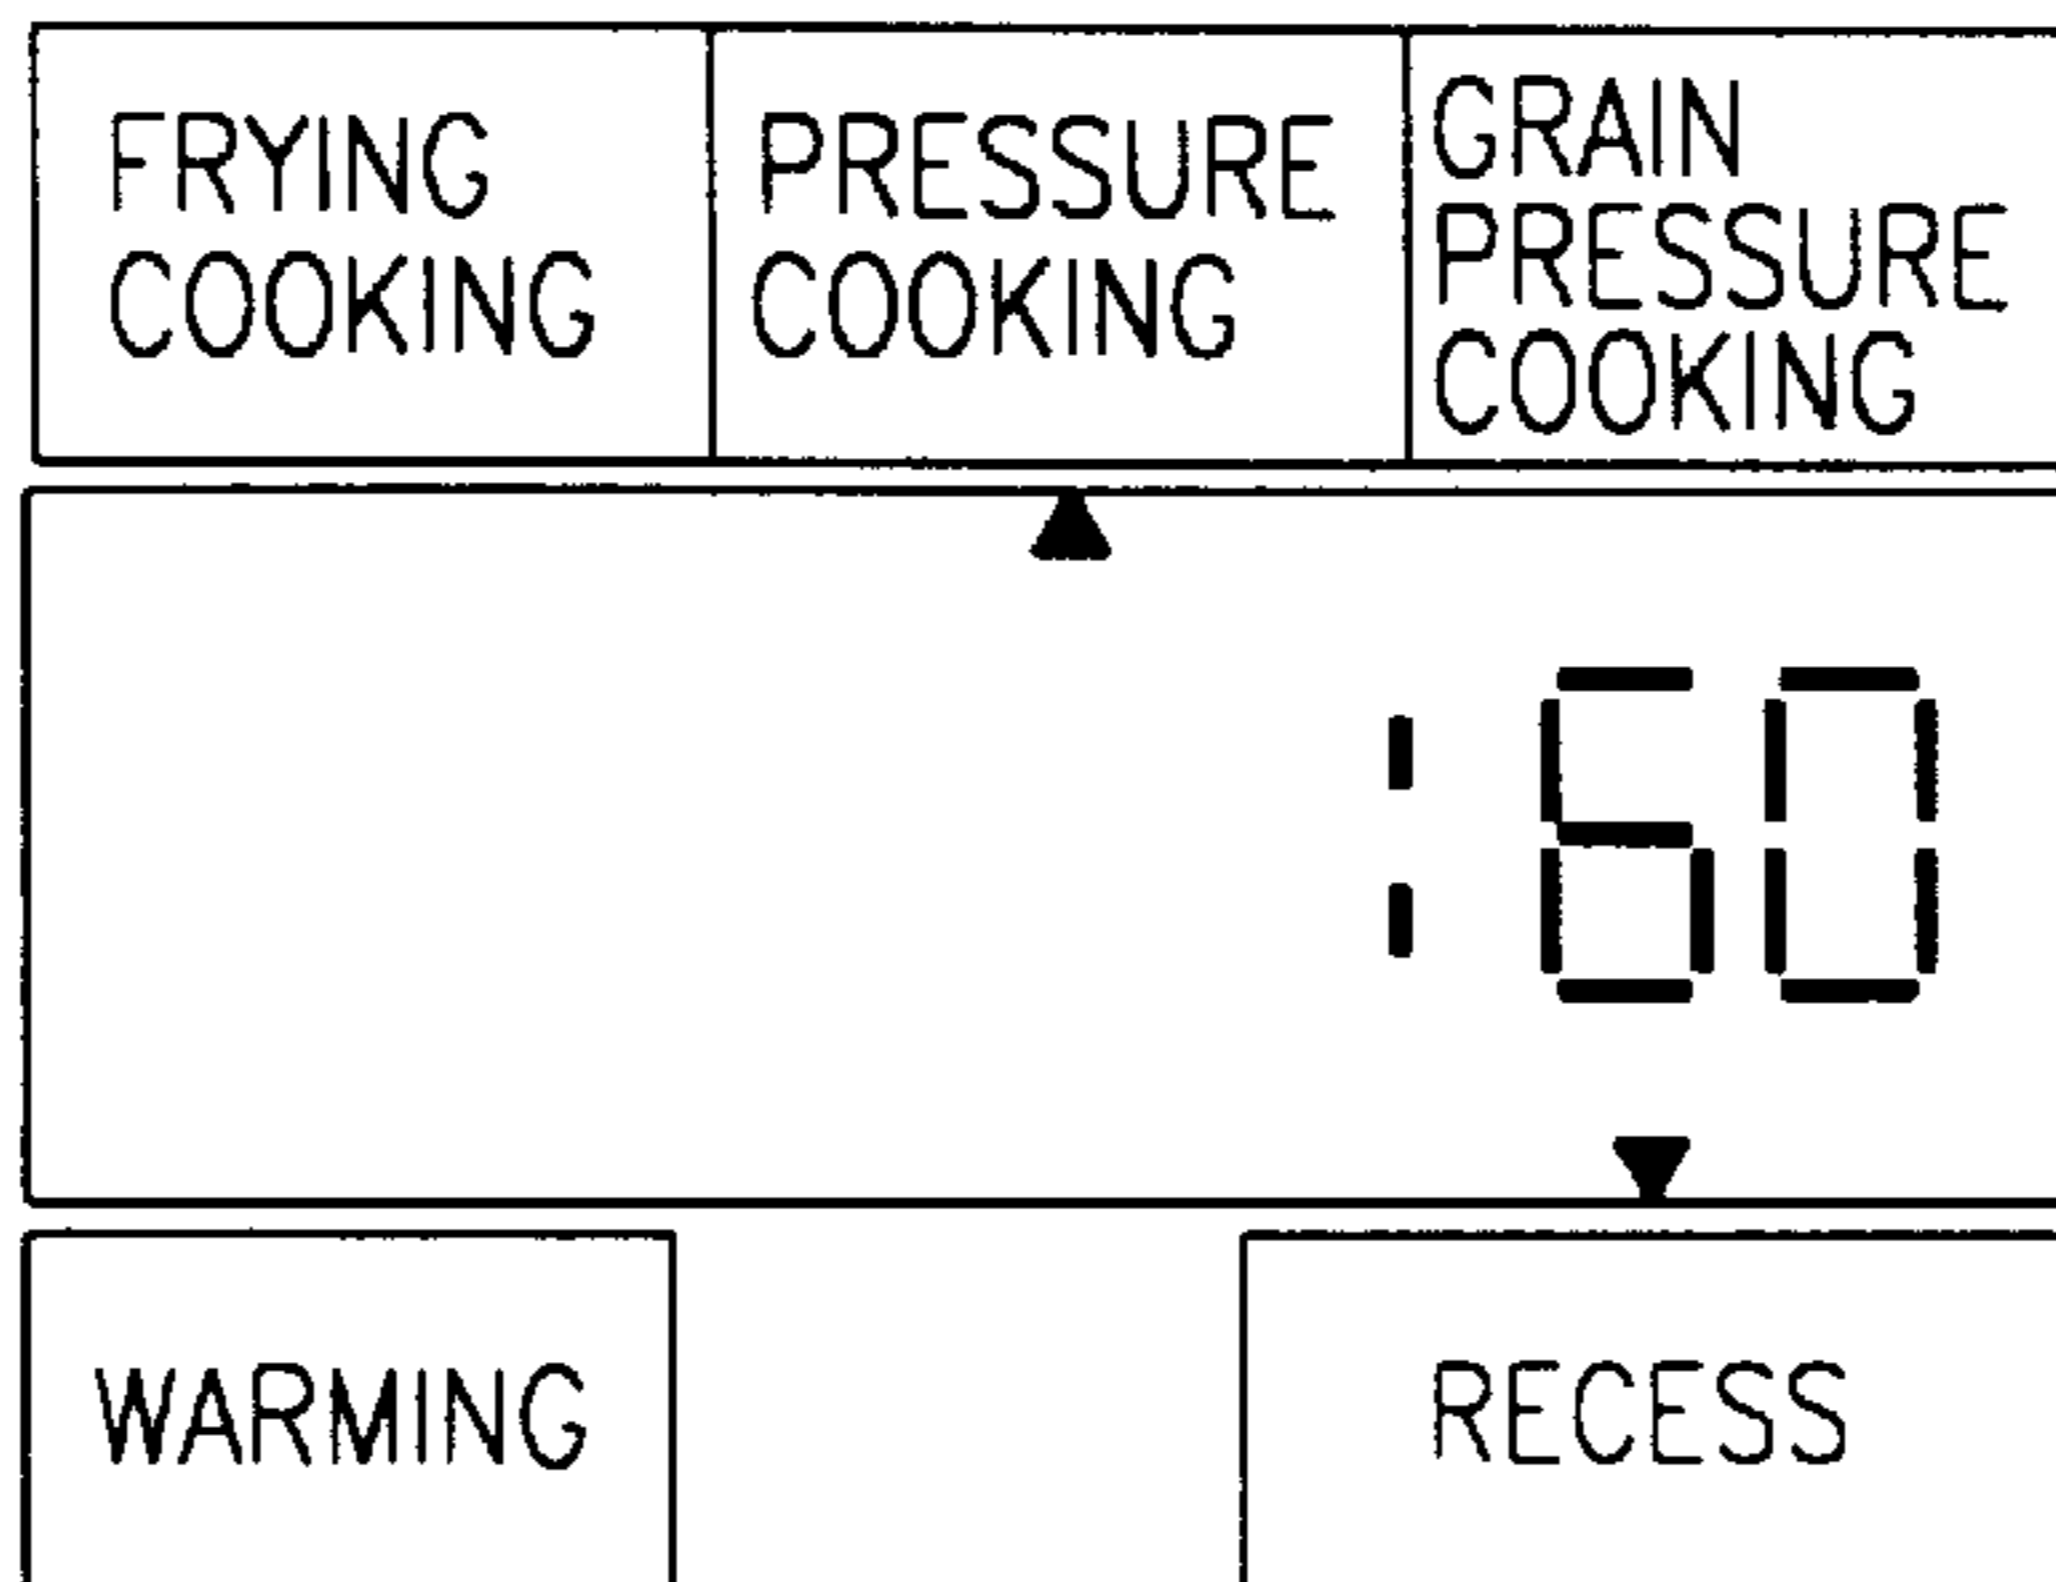 FRYING
COOKING
PRESSURE
COOKING
GRAIN
PRESSURE
COOKING
:60
WARMING
RECESS